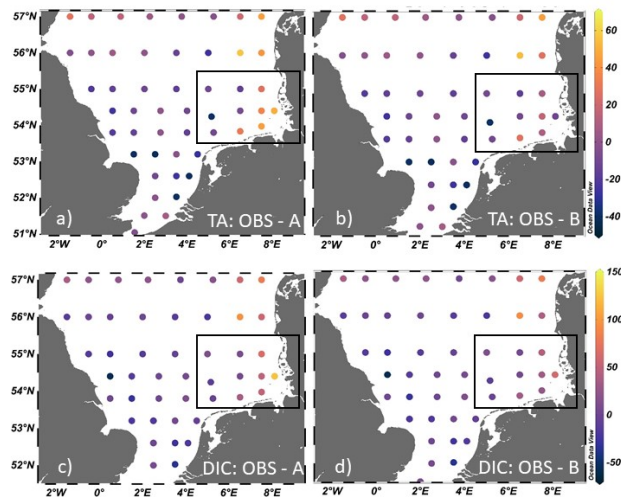 57°N
56°N
55°N
54°N
53°N
52°N
51°N
a)
TA: OBS - A
2°W 0° 2°E 4°E 6°E 8°E
b)
TA: OBS - B
2°W 0° 2°E 4°E 6°E 8°E
60
40
20
0
-20
-40
Ocean Data View
57°N
56°N
55°N
54°N
53°N
52°N
c)
DIC: OBS - A
2°W 0° 2°E 4°E 6°E 8°E
d)
DIC: OBS - B
2°W 0° 2°E 4°E 6°E 8°E
150
100
50
0
-50
Ocean Data View